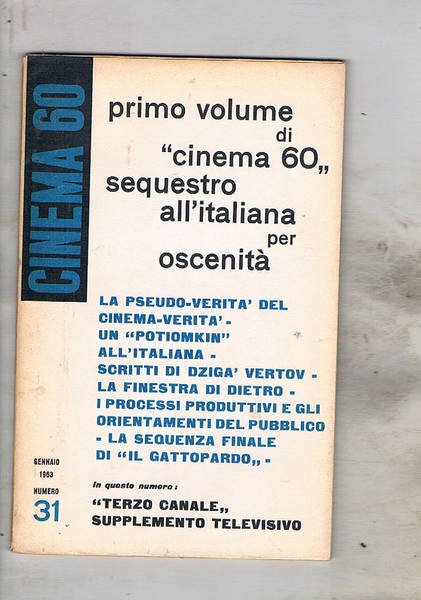 CINEMA 60
primo volume
di
“cinema 60„
sequestro
all'italiana
per
oscenità
LA PSEUDO-VERITA' DEL
CINEMA-VERITA' -
UN “POTIOMKIN”
ALL'ITALIANA -
SCRITTI DI DZIGA' VERTOV -
LA FINESTRA DI DIETRO -
I PROCESSI PRODUTTIVI E GLI
ORIENTAMENTI DEL PUBBLICO
- LA SEQUENZA FINALE
DI “IL GATTOPARDO„ -
GENNAIO
1963
NUMERO
31
In questo numero:
“TERZO CANALE„
SUPPLEMENTO TELEVISIVO